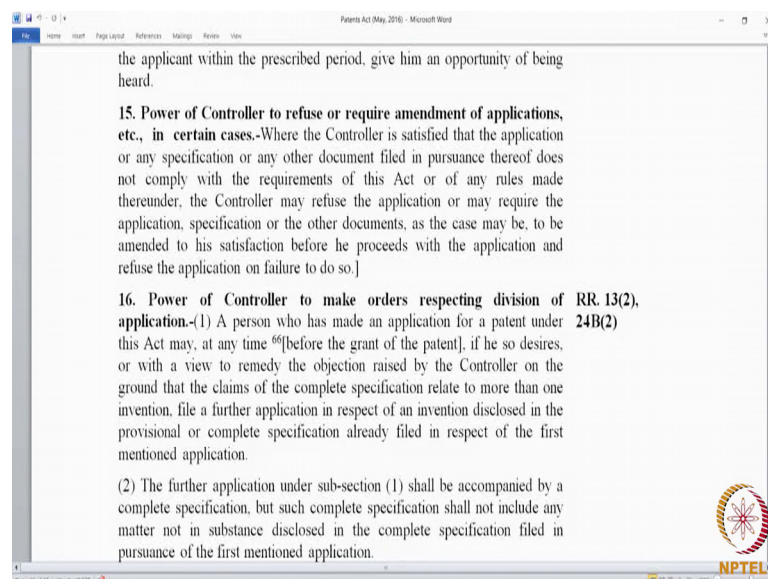 Patents Act (May, 2016) - Microsoft Word
File Home Insert Page Layout References Mailings Review View
the applicant within the prescribed period, give him an opportunity of being
heard.
15. Power of Controller to refuse or require amendment of applications,
etc., in certain cases.-Where the Controller is satisfied that the application
or any specification or any other document filed in pursuance thereof does
not comply with the requirements of this Act or of any rules made
thereunder, the Controller may refuse the application or may require the
application, specification or the other documents, as the case may be, to be
amended to his satisfaction before he proceeds with the application and
refuse the application on failure to do so.]
16. Power of Controller to make orders respecting division of RR. 13(2),
application.-(1) A person who has made an application for a patent under 24B(2)
this Act may, at any time 66[before the grant of the patent], if he so desires,
or with a view to remedy the objection raised by the Controller on the
ground that the claims of the complete specification relate to more than one
invention, file a further application in respect of an invention disclosed in the
provisional or complete specification already filed in respect of the first
mentioned application.
(2) The further application under sub-section (1) shall be accompanied by a
complete specification, but such complete specification shall not include any
matter not in substance disclosed in the complete specification filed in
pursuance of the first mentioned application.
NPTEL